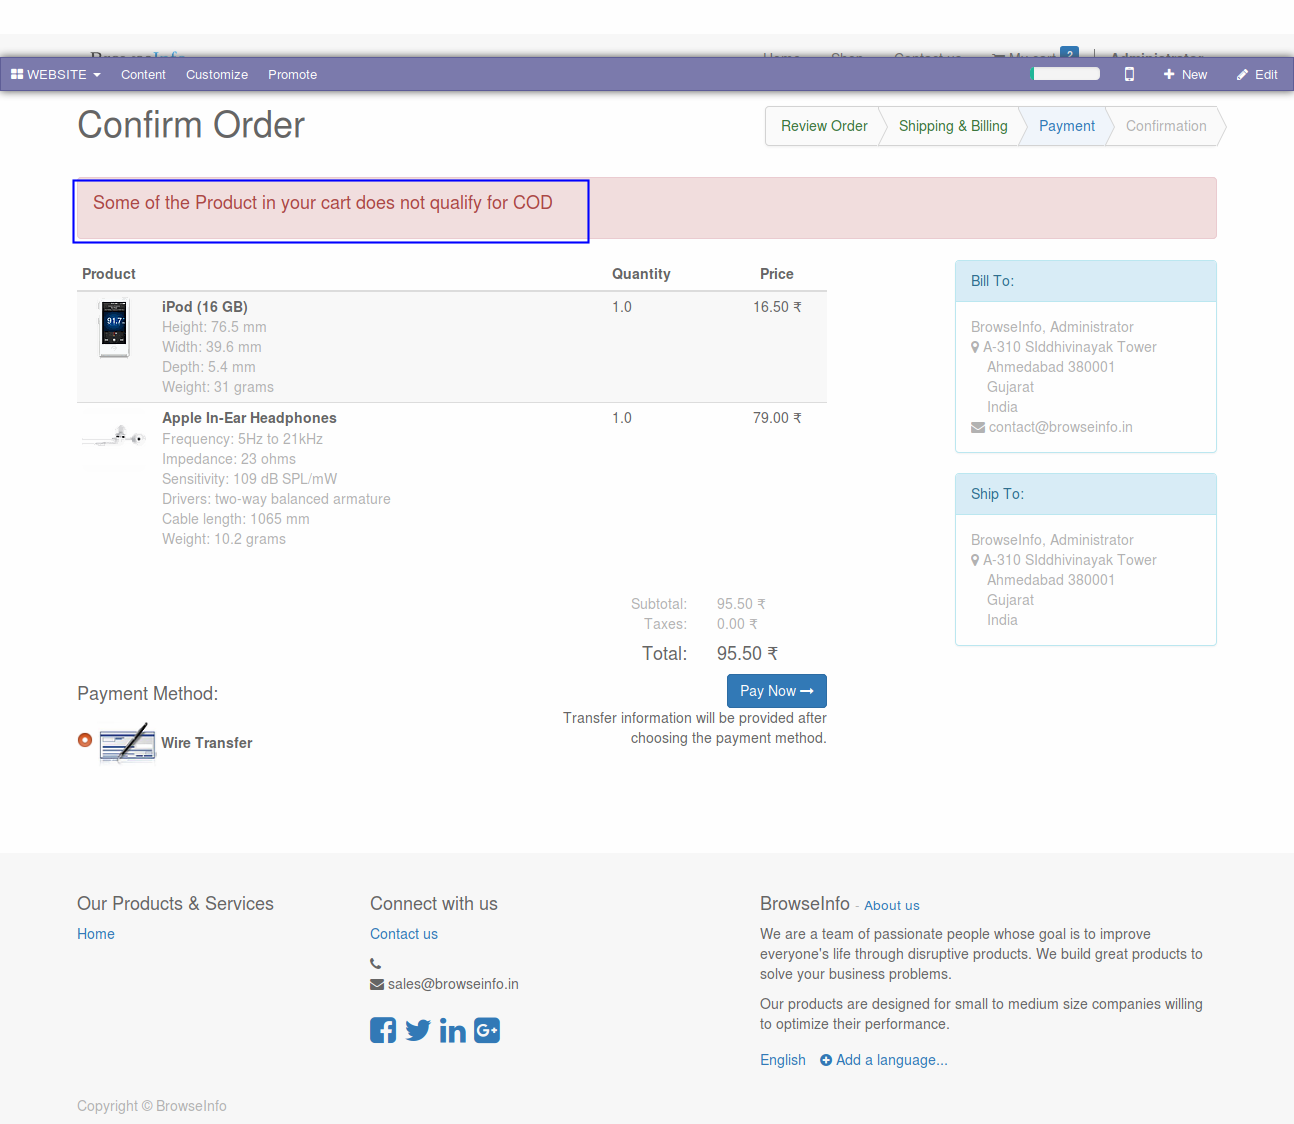 WEBSITE Content Customize Promote New Edit
Confirm Order
Review Order Shipping & Billing Payment Confirmation
Some of the Product in your cart does not qualify for COD
Product Quantity Price
iPod (16 GB) 1.0 16.50 ₹
Height: 76.5 mm
Width: 39.6 mm
Depth: 5.4 mm
Weight: 31 grams
Apple In-Ear Headphones 1.0 79.00 ₹
Frequency: 5Hz to 21kHz
Impedance: 23 ohms
Sensitivity: 109 dB SPL/mW
Drivers: two-way balanced armature
Cable length: 1065 mm
Weight: 10.2 grams
Subtotal: 95.50 ₹
Taxes: 0.00 ₹
Total: 95.50 ₹
Bill To:
BrowseInfo, Administrator
A-310 SIddhivinayak Tower
Ahmedabad 380001
Gujarat
India
contact@browseinfo.in
Ship To:
BrowseInfo, Administrator
A-310 SIddhivinayak Tower
Ahmedabad 380001
Gujarat
India
Payment Method:
Wire Transfer
Pay Now
Transfer information will be provided after
choosing the payment method.
Our Products & Services
Home
Connect with us
Contact us
sales@browseinfo.in
BrowseInfo - About us
We are a team of passionate people whose goal is to improve
everyone's life through disruptive products. We build great products to
solve your business problems.
Our products are designed for small to medium size companies willing
to optimize their performance.
English Add a language...
Copyright © BrowseInfo